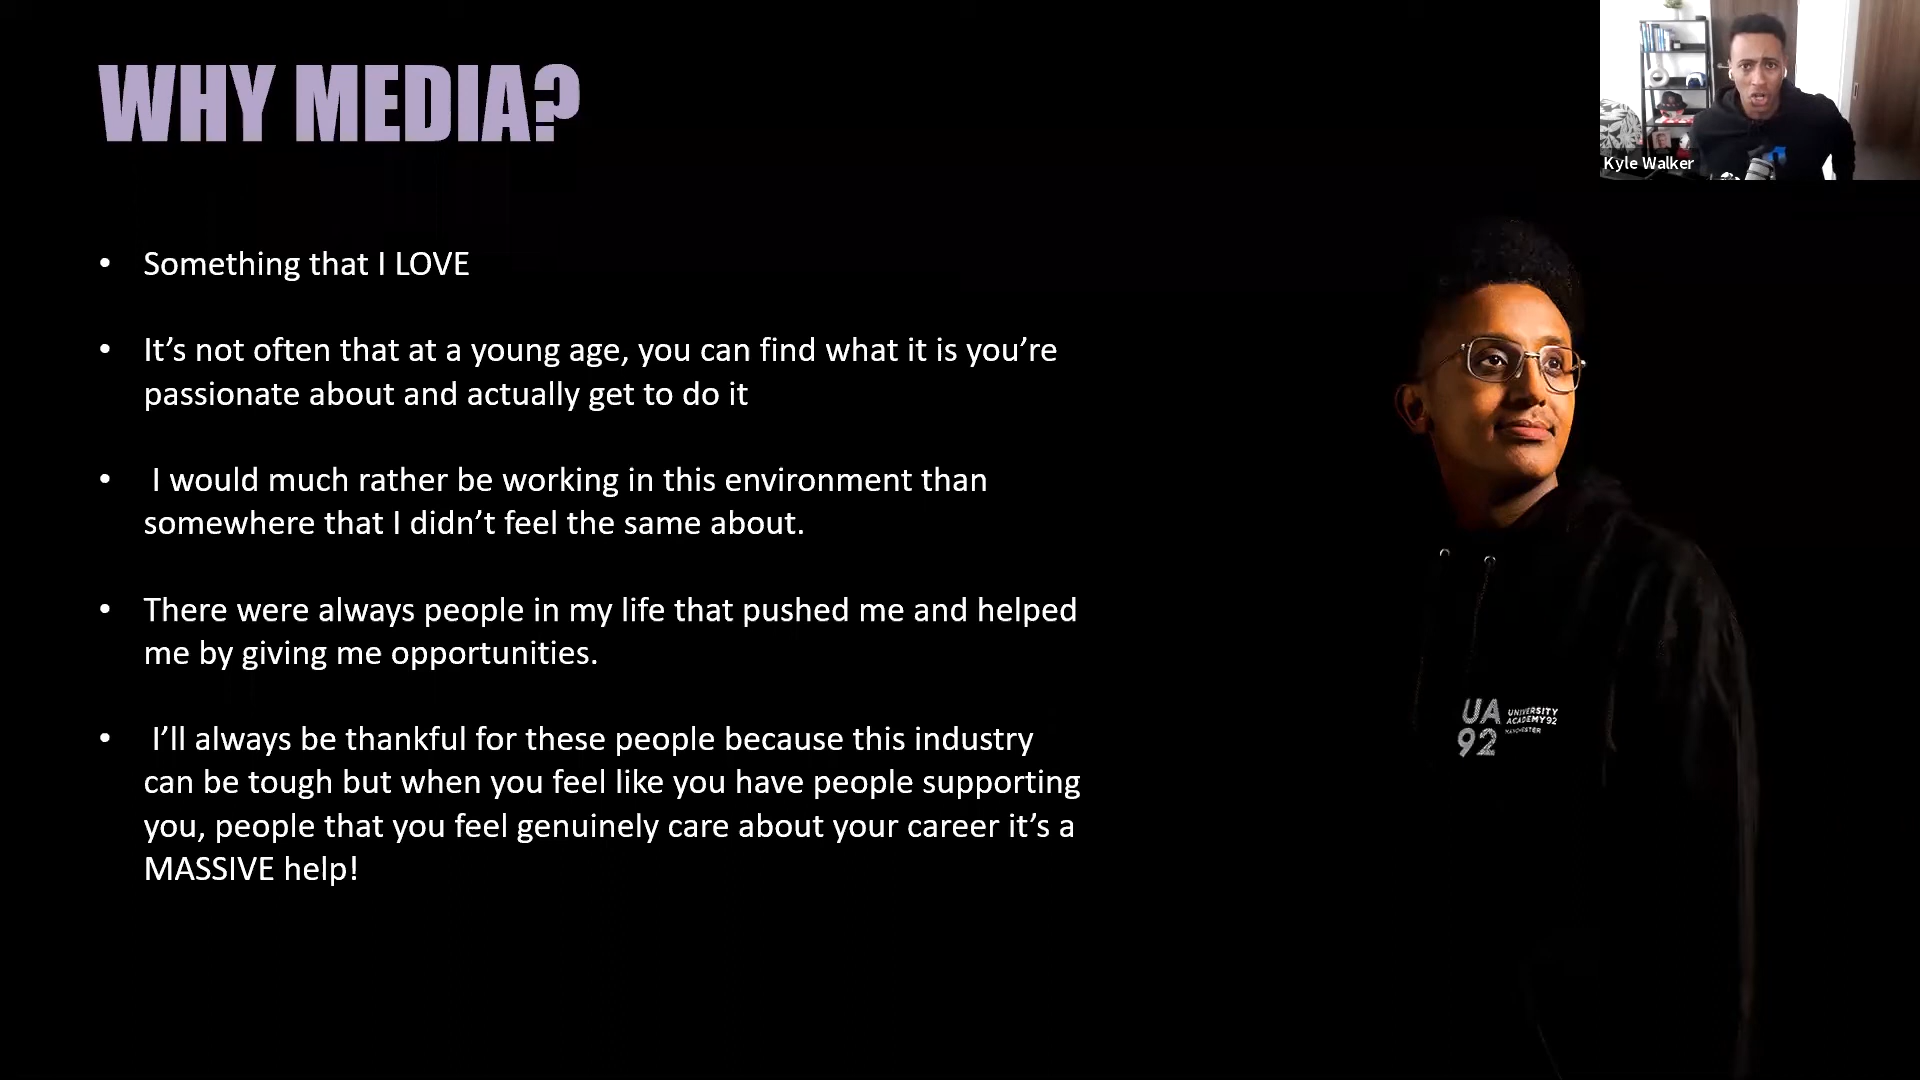 WHY MEDIA?
Kyle Walker
• Something that I LOVE
• It’s not often that at a young age, you can find what it is you’re
passionate about and actually get to do it
• I would much rather be working in this environment than
somewhere that I didn’t feel the same about.
• There were always people in my life that pushed me and helped
me by giving me opportunities.
• I’ll always be thankful for these people because this industry
can be tough but when you feel like you have people supporting
you, people that you feel genuinely care about your career it’s a
MASSIVE help!
UA
92
UNIVERSITY
ACADEMY92
MANCHESTER